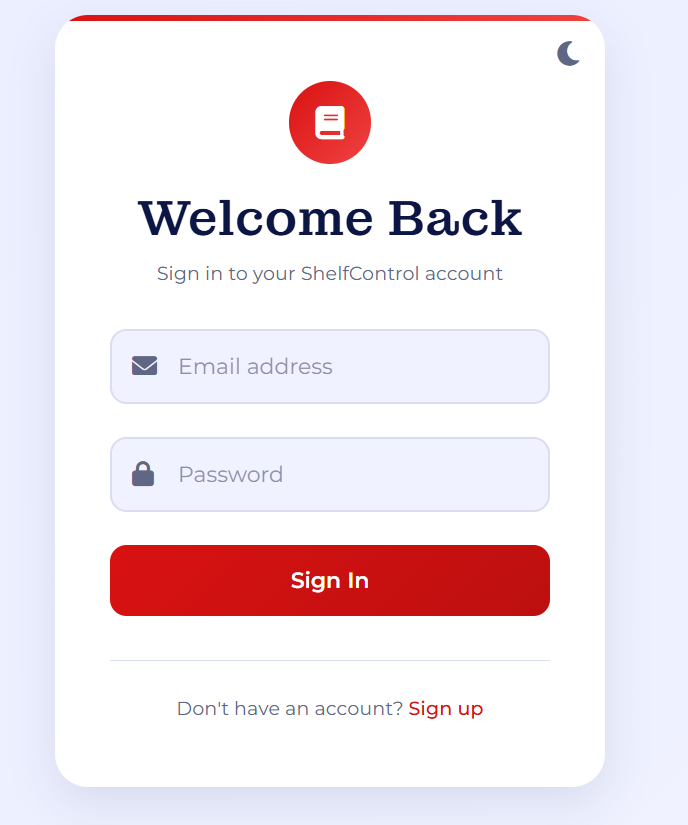 Welcome Back
Sign in to your ShelfControl account
Email address
Password
Sign In
Don't have an account? Sign up